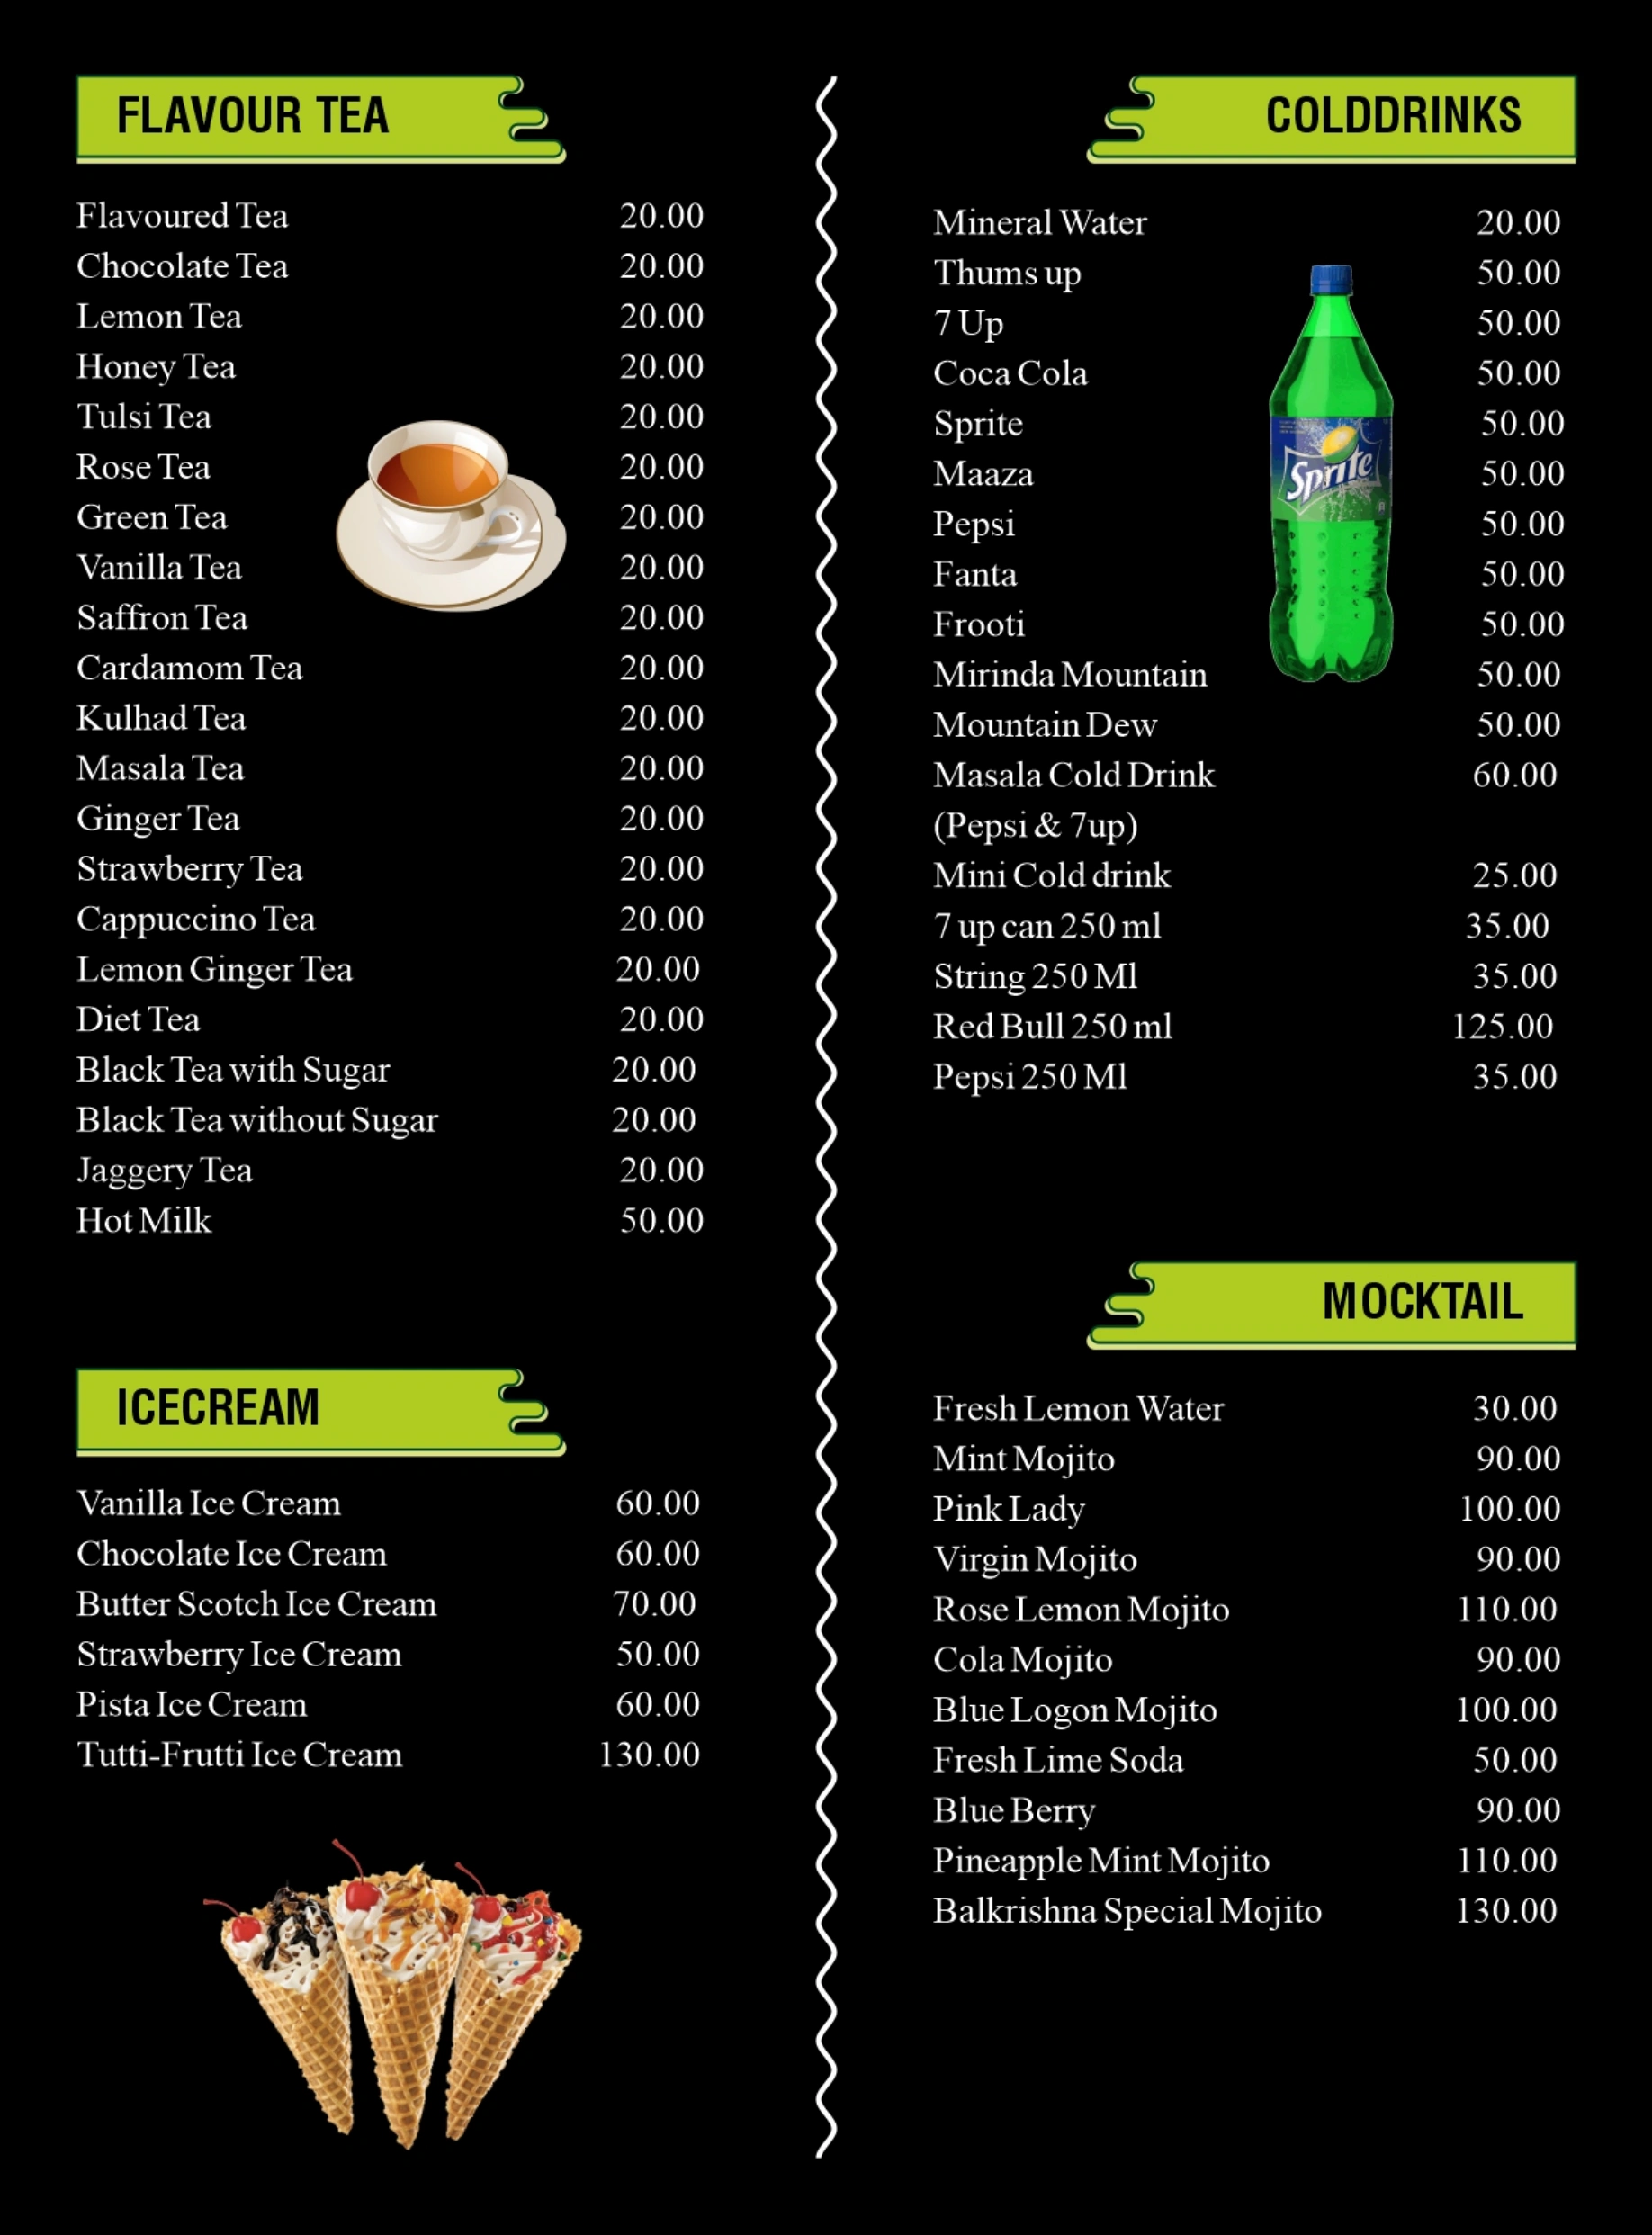 FLAVOUR TEA
Flavoured Tea 20.00
Chocolate Tea 20.00
Lemon Tea 20.00
Honey Tea 20.00
Tulsi Tea 20.00
Rose Tea 20.00
Green Tea 20.00
Vanilla Tea 20.00
Saffron Tea 20.00
Cardamom Tea 20.00
Kulhad Tea 20.00
Masala Tea 20.00
Ginger Tea 20.00
Strawberry Tea 20.00
Cappuccino Tea 20.00
Lemon Ginger Tea 20.00
Diet Tea 20.00
Black Tea with Sugar 20.00
Black Tea without Sugar 20.00
Jaggery Tea 20.00
Hot Milk 50.00
ICECREAM
Vanilla Ice Cream 60.00
Chocolate Ice Cream 60.00
Butter Scotch Ice Cream 70.00
Strawberry Ice Cream 50.00
Pista Ice Cream 60.00
Tutti-Frutti Ice Cream 130.00
COLDDRINKS
Mineral Water 20.00
Thums up 50.00
7 Up 50.00
Coca Cola 50.00
Sprite 50.00
Maaza 50.00
Pepsi 50.00
Fanta 50.00
Frooti 50.00
Mirinda Mountain 50.00
Mountain Dew 50.00
Masala Cold Drink 60.00
(Pepsi & 7up)
Mini Cold drink 25.00
7 up can 250 ml 35.00
String 250 Ml 35.00
Red Bull 250 ml 125.00
Pepsi 250 Ml 35.00
Sprite
MOCKTAIL
Fresh Lemon Water 30.00
Mint Mojito 90.00
Pink Lady 100.00
Virgin Mojito 90.00
Rose Lemon Mojito 110.00
Cola Mojito 90.00
Blue Logon Mojito 100.00
Fresh Lime Soda 50.00
Blue Berry 90.00
Pineapple Mint Mojito 110.00
Balkrishna Special Mojito 130.00